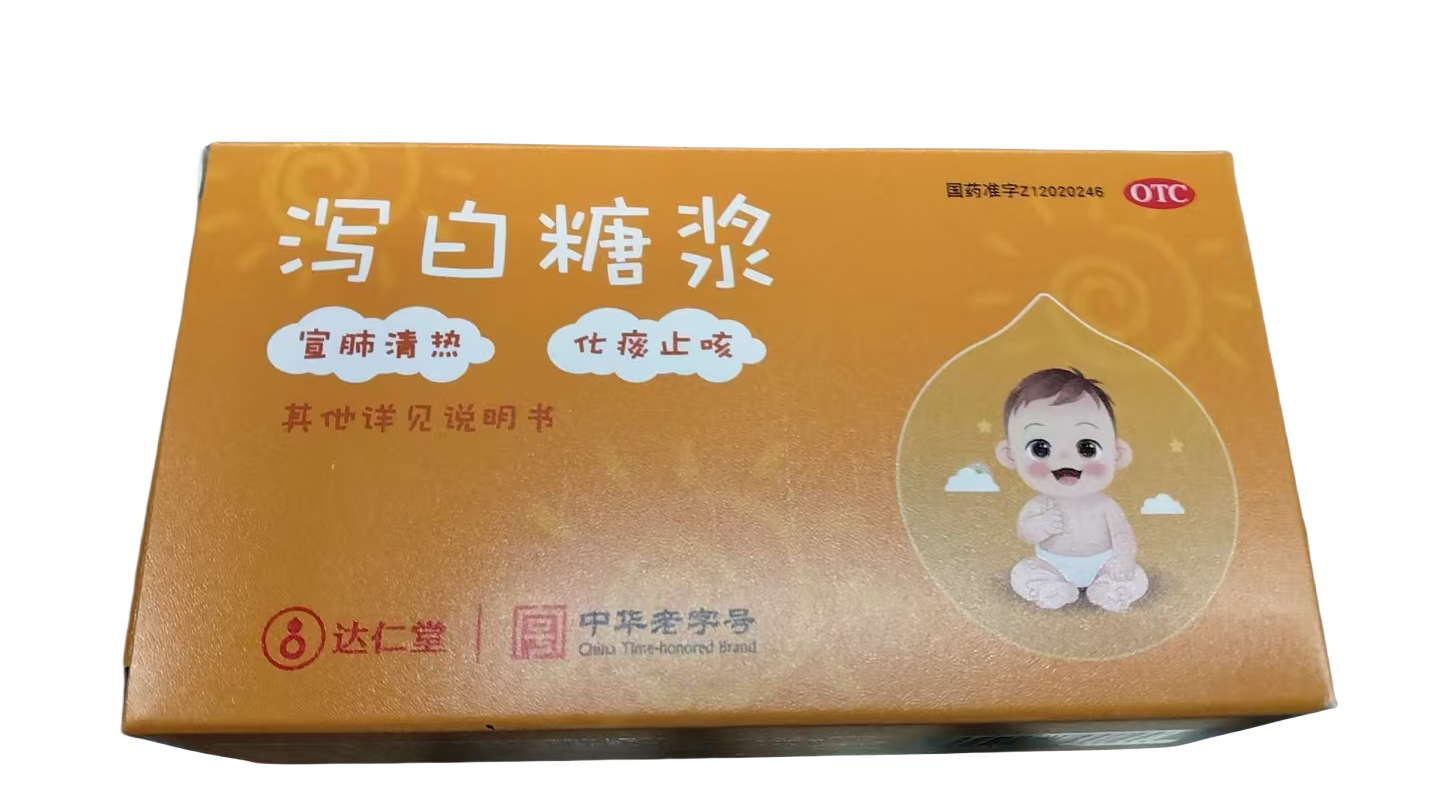 国药准字Z12020246 OTC
泻白糖浆
宣肺清热 化痰止咳
其他详见说明书
达仁堂 中华老字号
China Time-honored Brand